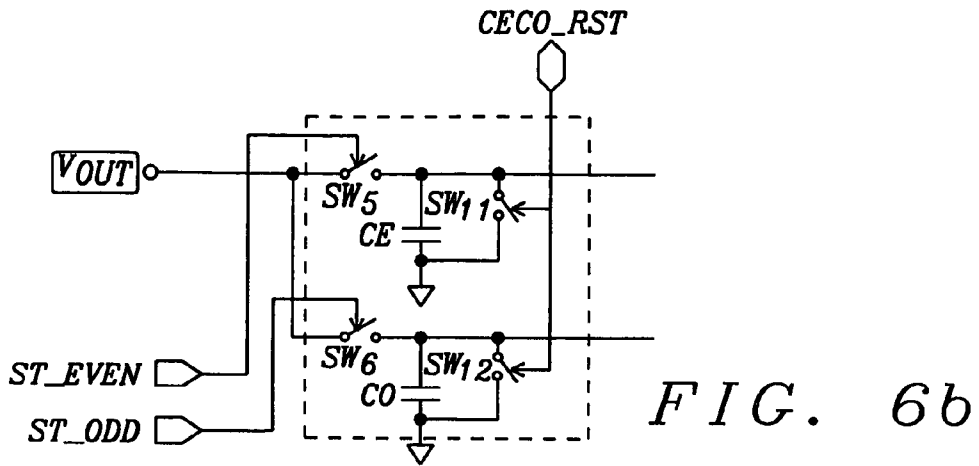 CECO_RST
VOUT
SW5
SW11
CE
SW6
SW12
CO
ST_EVEN
ST_ODD
FIG. 6b